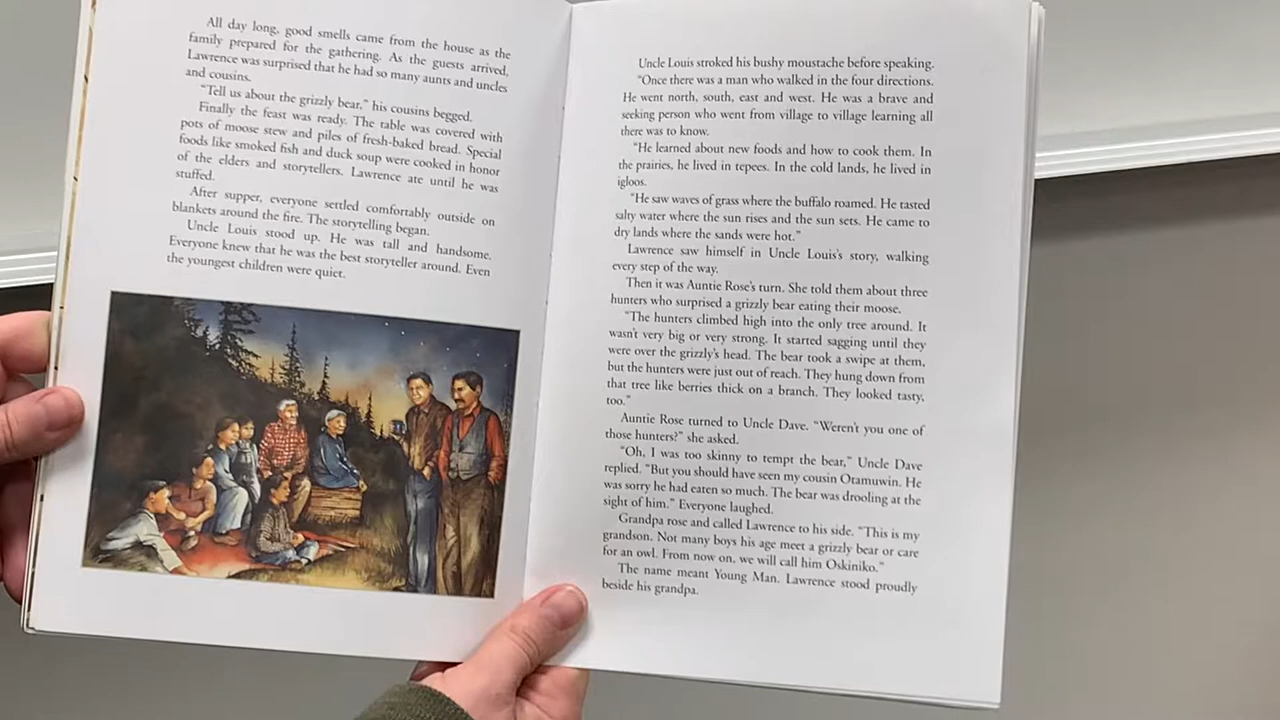 All day long, good smells came from the house as the
family prepared for the gathering. As the guests arrived,
Lawrence was surprised that he had so many aunts and uncles
and cousins.
"Tell us about the grizzly bear," his cousins begged.
Finally the feast was ready. The table was covered with
pots of moose stew and piles of fresh-baked bread. Special
foods like smoked fish and duck soup were cooked in honor
of the elders and storytellers. Lawrence ate until he was
stuffed.
After supper, everyone settled comfortably outside on
blankets around the fire. The storytelling began.
Uncle Louis stood up. He was tall and handsome.
Everyone knew that he was the best storyteller around. Even
the youngest children were quiet.
Uncle Louis stroked his bushy moustache before speaking.
"Once there was a man who walked in the four directions.
He went north, south, east and west. He was a brave and
seeking person who went from village to village learning all
there was to know.
"He learned about new foods and how to cook them. In
the prairies, he lived in tepees. In the cold lands, he lived in
igloos.
"He saw waves of grass where the buffalo roamed. He tasted
salty water where the sun rises and the sun sets. He came to
dry lands where the sands were hot."
Lawrence saw himself in Uncle Louis's story, walking
every step of the way.
Then it was Auntie Rose's turn. She told them about three
hunters who surprised a grizzly bear eating their moose.
"The hunters climbed high into the only tree around. It
wasn't very big or very strong. It started sagging until they
were over the grizzly's head. The bear took a swipe at them,
but the hunters were just out of reach. They hung down from
that tree like berries thick on a branch. They looked tasty,
too."
Auntie Rose turned to Uncle Dave. "Weren't you one of
those hunters?" she asked.
"Oh, I was too skinny to tempt the bear," Uncle Dave
replied. "But you should have seen my cousin Otamuwin. He
was sorry he had eaten so much. The bear was drooling at the
sight of him." Everyone laughed.
Grandpa rose and called Lawrence to his side. "This is my
grandson. Not many boys his age meet a grizzly bear or care
for an owl. From now on, we will call him Oskiniko."
The name meant Young Man. Lawrence stood proudly
beside his grandpa.